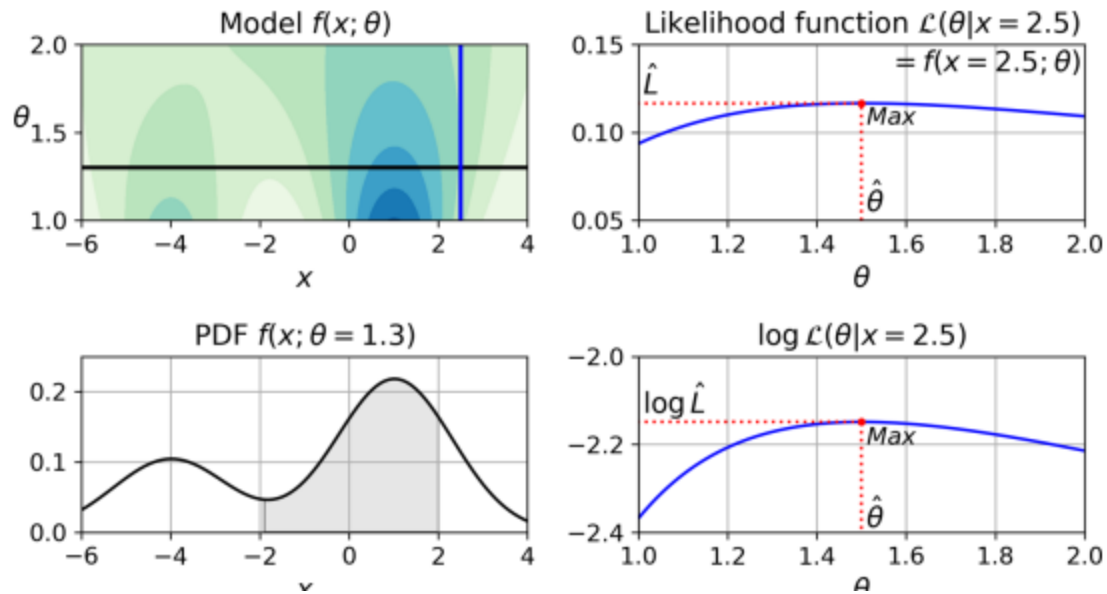 Model f(x; θ)
2.0
θ
1.5
1.0
−6 −4 −2 0 2 4
x
Likelihood function ℒ(θ|x = 2.5)
= f(x = 2.5; θ)
0.15
L̂
0.10
Max
θ̂
0.05
1.0 1.2 1.4 1.6 1.8 2.0
θ
PDF f(x; θ = 1.3)
0.2
0.1
0.0
−6 −4 −2 0 2 4
x
log ℒ(θ|x = 2.5)
−2.0
log L̂
−2.2
Max
θ̂
−2.4
1.0 1.2 1.4 1.6 1.8 2.0
θ